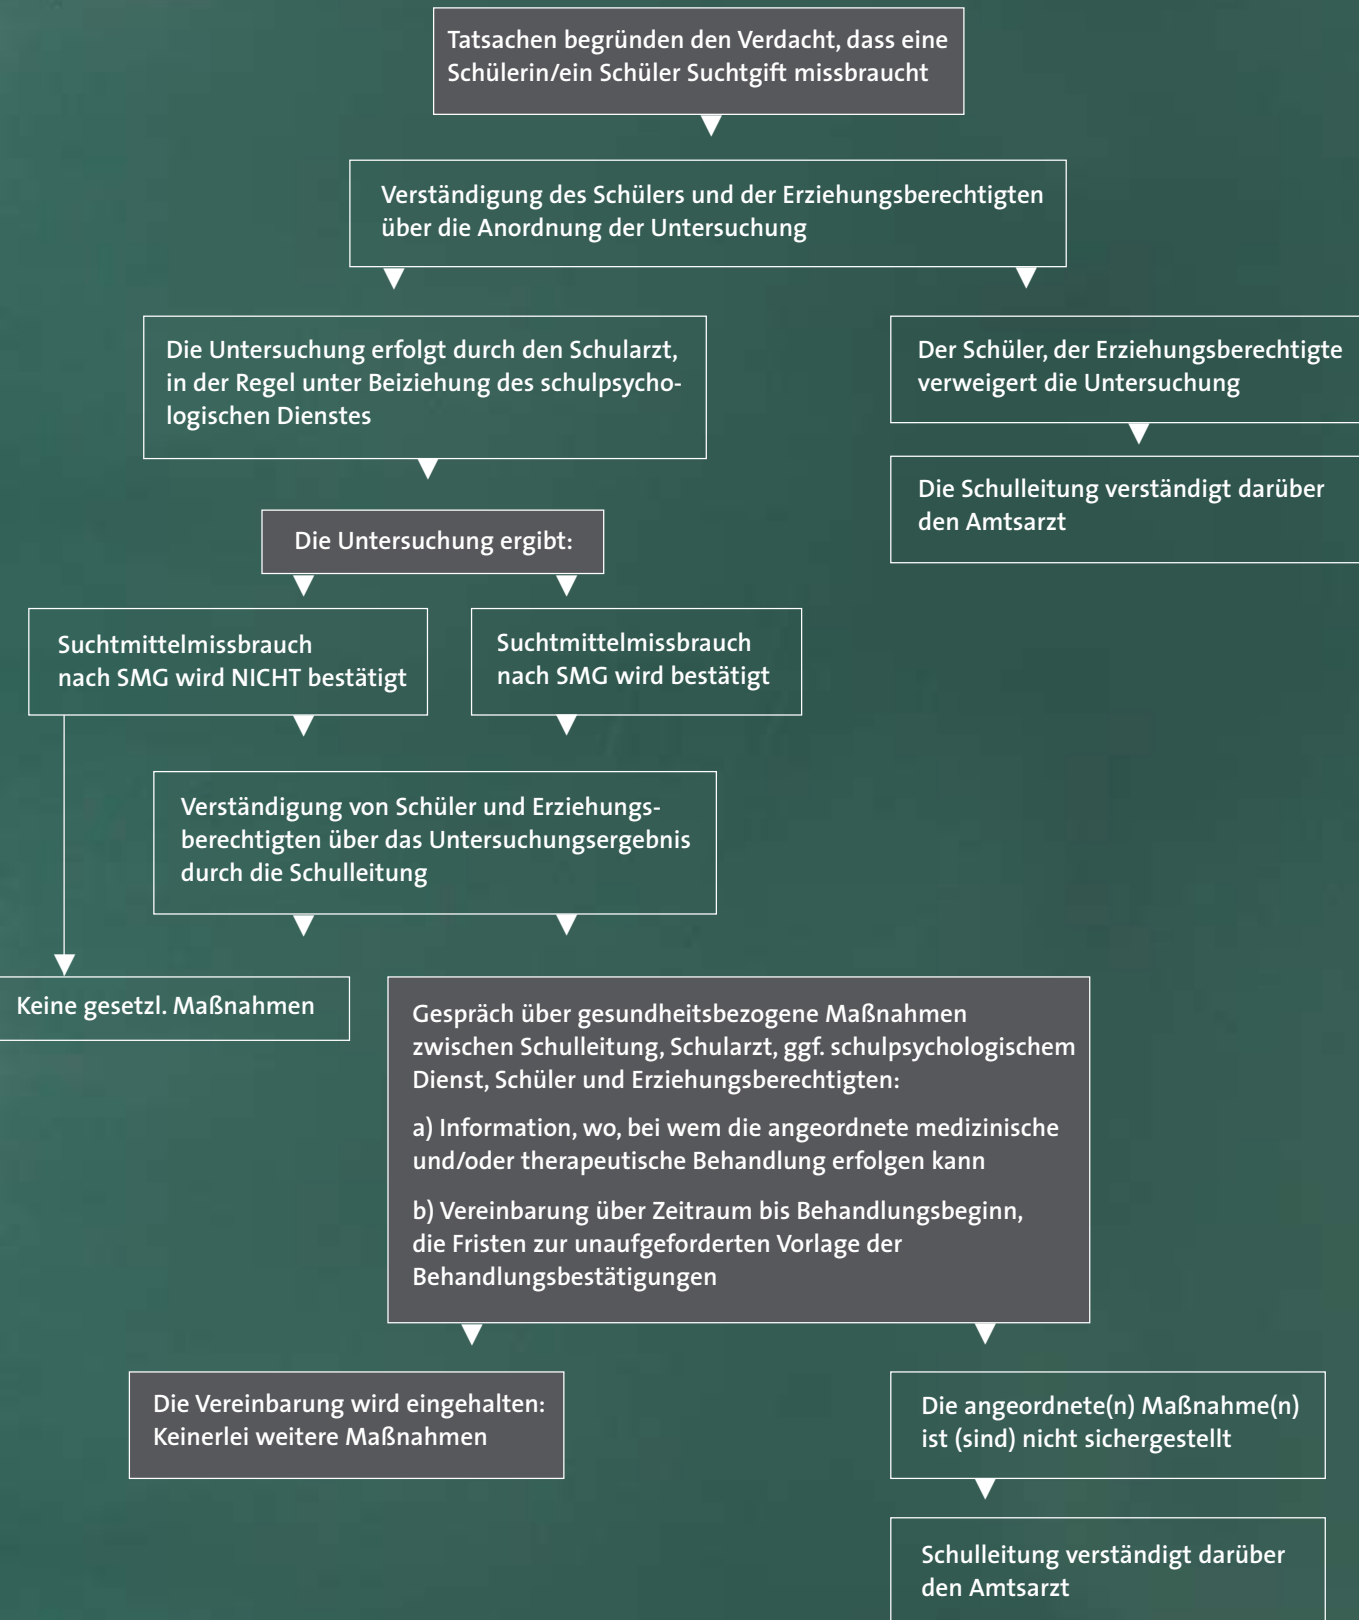 Tatsachen begründen den Verdacht, dass eine
Schülerin/ein Schüler Suchtgift missbraucht
Verständigung des Schülers und der Erziehungsberechtigten
über die Anordnung der Untersuchung
Die Untersuchung erfolgt durch den Schularzt,
in der Regel unter Beiziehung des schulpsycho-
logischen Dienstes
Der Schüler, der Erziehungsberechtigte
verweigert die Untersuchung
Die Schulleitung verständigt darüber
den Amtsarzt
Die Untersuchung ergibt:
Suchtmittelmissbrauch
nach SMG wird NICHT bestätigt
Suchtmittelmissbrauch
nach SMG wird bestätigt
Verständigung von Schüler und Erziehungs-
berechtigten über das Untersuchungsergebnis
durch die Schulleitung
Keine gesetzl. Maßnahmen
Gespräch über gesundheitsbezogene Maßnahmen
zwischen Schulleitung, Schularzt, ggf. schulpsychologischem
Dienst, Schüler und Erziehungsberechtigten:
a) Information, wo, bei wem die angeordnete medizinische
und/oder therapeutische Behandlung erfolgen kann
b) Vereinbarung über Zeitraum bis Behandlungsbeginn,
die Fristen zur unaufgeforderten Vorlage der
Behandlungsbestätigungen
Die Vereinbarung wird eingehalten:
Keinerlei weitere Maßnahmen
Die angeordnete(n) Maßnahme(n)
ist (sind) nicht sichergestellt
Schulleitung verständigt darüber
den Amtsarzt